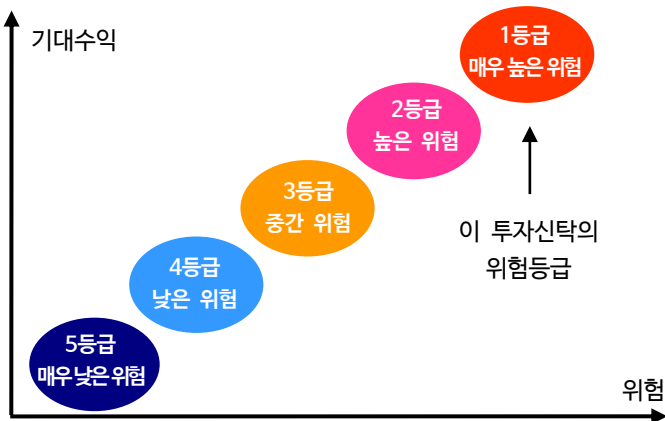 기대수익
1등급
매우 높은 위험
2등급
높은 위험
3등급
중간 위험
이 투자신탁의
위험등급
4등급
낮은 위험
5등급
매우 낮은 위험
위험